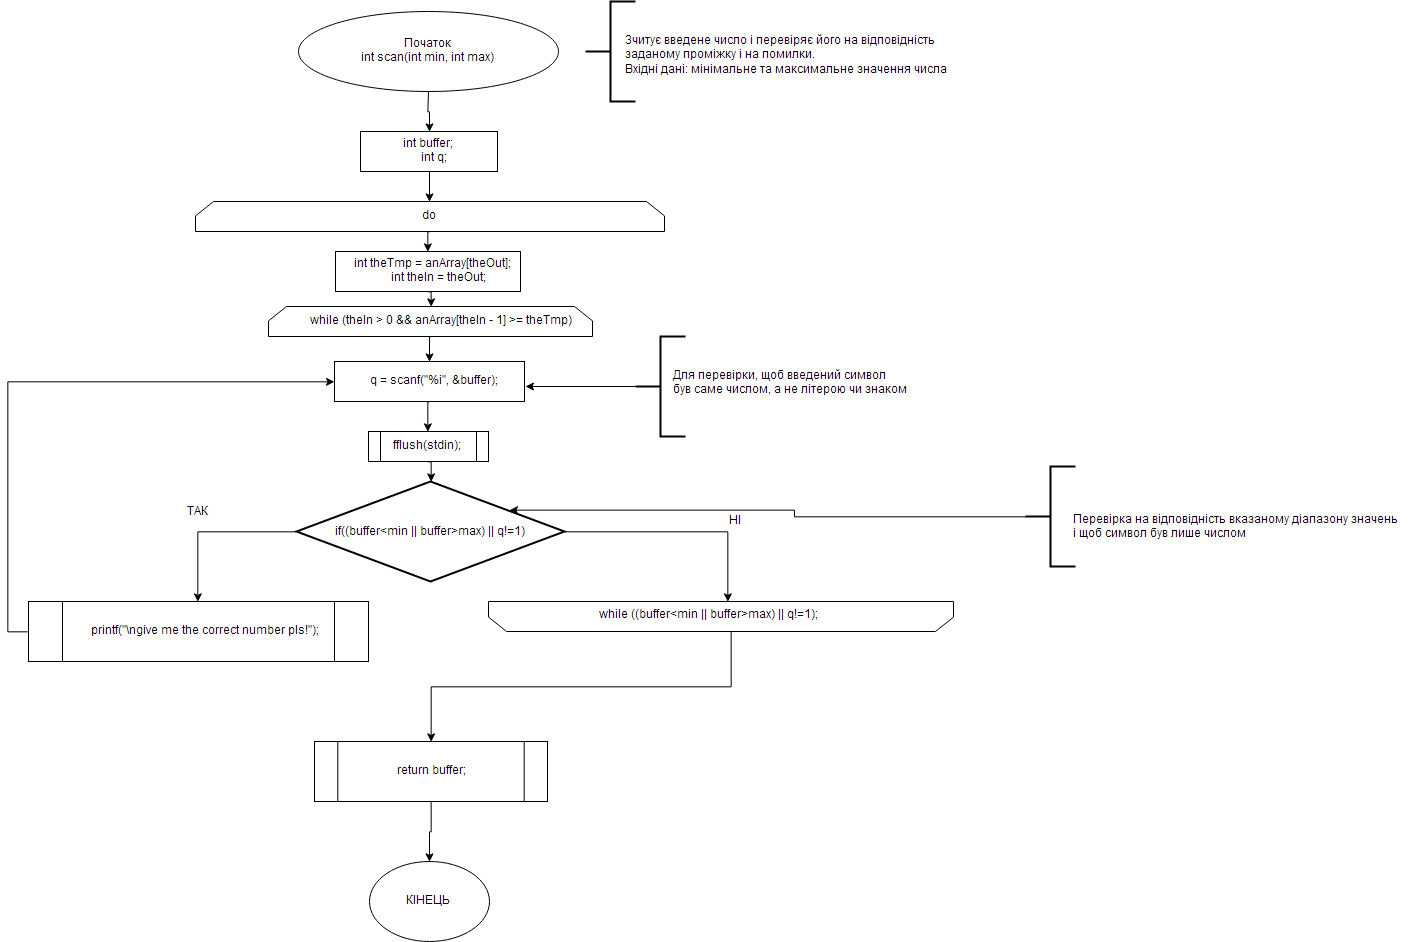 Початок
int scan(int min, int max)
Зчитує введене число і перевіряє його на відповідність
заданому проміжку і на помилки.
Вхідні дані: мінімальне та максимальне значення числа
int buffer;
int q;
do
int theTmp = anArray[theOut];
int theIn = theOut;
while (theIn > 0 && anArray[theIn - 1] >= theTmp)
q = scanf("%i", &buffer);
Для перевірки, щоб введений символ
був саме числом, а не літерою чи знаком
fflush(stdin);
ТАК
if((buffer<min || buffer>max) || q!=1)
НІ
Перевірка на відповідність вказаному діапазону значень
і щоб символ був лише числом
printf("\ngive me the correct number pls!");
while ((buffer<min || buffer>max) || q!=1);
return buffer;
КІНЕЦЬ